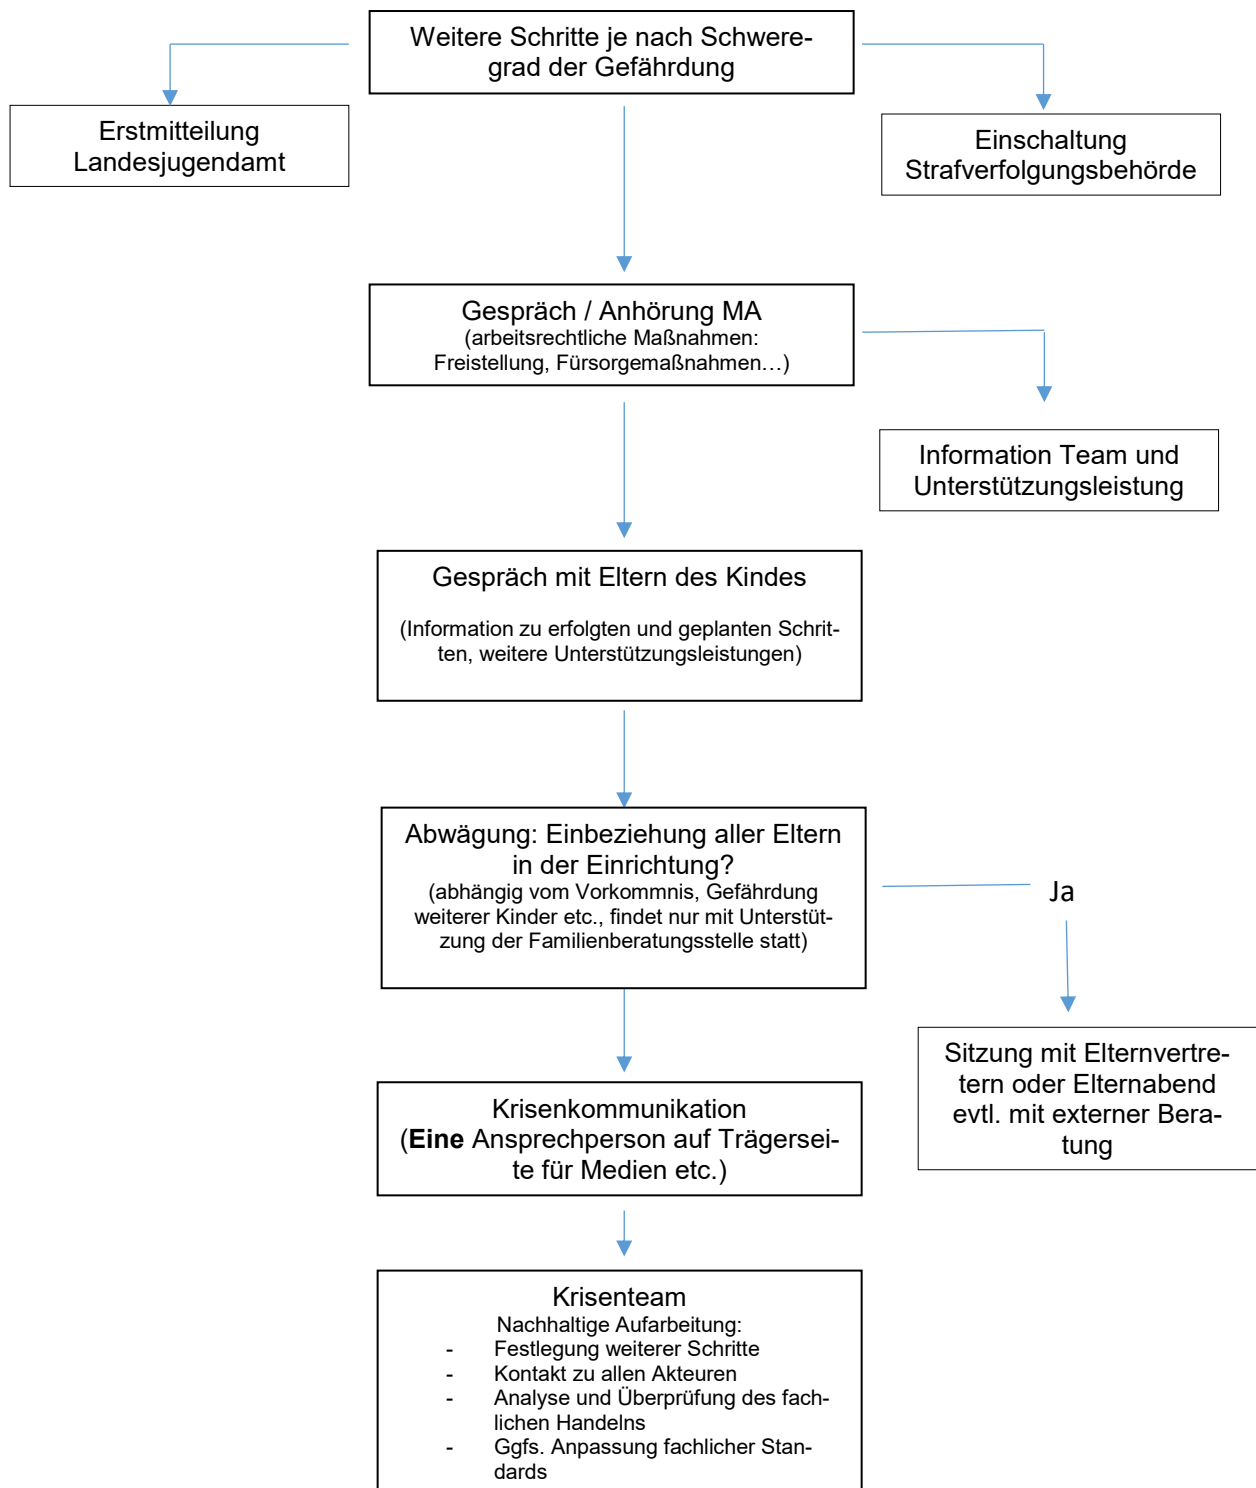 Weitere Schritte je nach Schwere-
grad der Gefährdung
Erstmitteilung
Landesjugendamt
Einschaltung
Strafverfolgungsbehörde
Gespräch / Anhörung MA
(arbeitsrechtliche Maßnahmen:
Freistellung, Fürsorgemaßnahmen…)
Information Team und
Unterstützungsleistung
Gespräch mit Eltern des Kindes
(Information zu erfolgten und geplanten Schrit-
ten, weitere Unterstützungsleistungen)
Abwägung: Einbeziehung aller Eltern
in der Einrichtung?
(abhängig vom Vorkommnis, Gefährdung
weiterer Kinder etc., findet nur mit Unterstüt-
zung der Familienberatungsstelle statt)
Ja
Sitzung mit Elternvertre-
tern oder Elternabend
evtl. mit externer Bera-
tung
Krisenkommunikation
(Eine Ansprechperson auf Trägersei-
te für Medien etc.)
Krisenteam
Nachhaltige Aufarbeitung:
- Festlegung weiterer Schritte
- Kontakt zu allen Akteuren
- Analyse und Überprüfung des fach-
lichen Handelns
- Ggfs. Anpassung fachlicher Stan-
dards